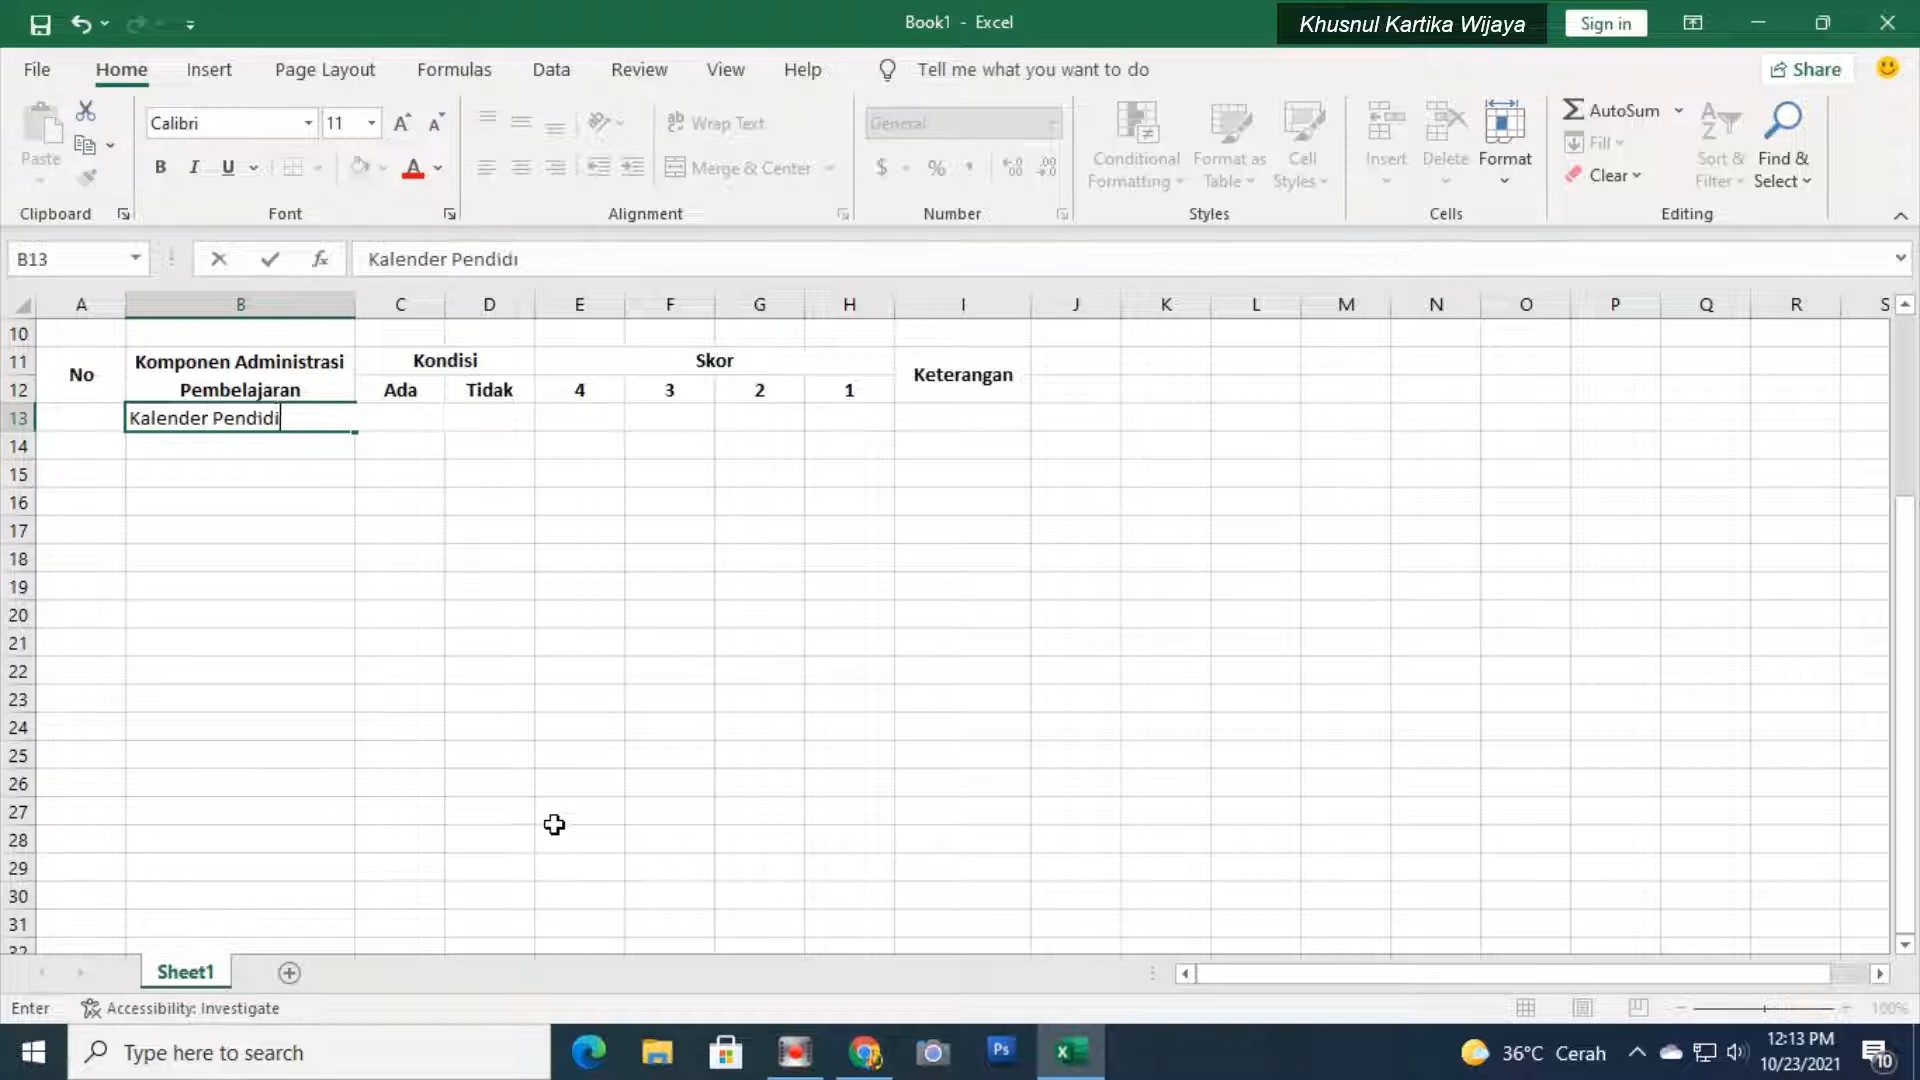 Book1 - Excel
Khusnul Kartika Wijaya
Sign in
File Home Insert Page Layout Formulas Data Review View Help Tell me what you want to do Share
Paste
Calibri 11
Wrap Text
General
B I U A
Merge & Center
$ % ,
Conditional Formatting
Format as Table
Cell Styles
Insert
Delete
Format
AutoSum
Fill
Clear
Sort & Filter
Find & Select
Clipboard Font Alignment Number Styles Cells Editing
B13 fx Kalender Pendidi
A B C D E F G H I J K L M N O P Q R S
10
11 No Komponen Administrasi Kondisi Skor Keterangan
12 Pembelajaran Ada Tidak 4 3 2 1
13 Kalender Pendidi
14
15
16
17
18
19
20
21
22
23
24
25
26
27
28
29
30
31
32
Sheet1
Enter Accessibility: Investigate 100%
Type here to search
Ps
36°C Cerah
12:13 PM
10/23/2021
10